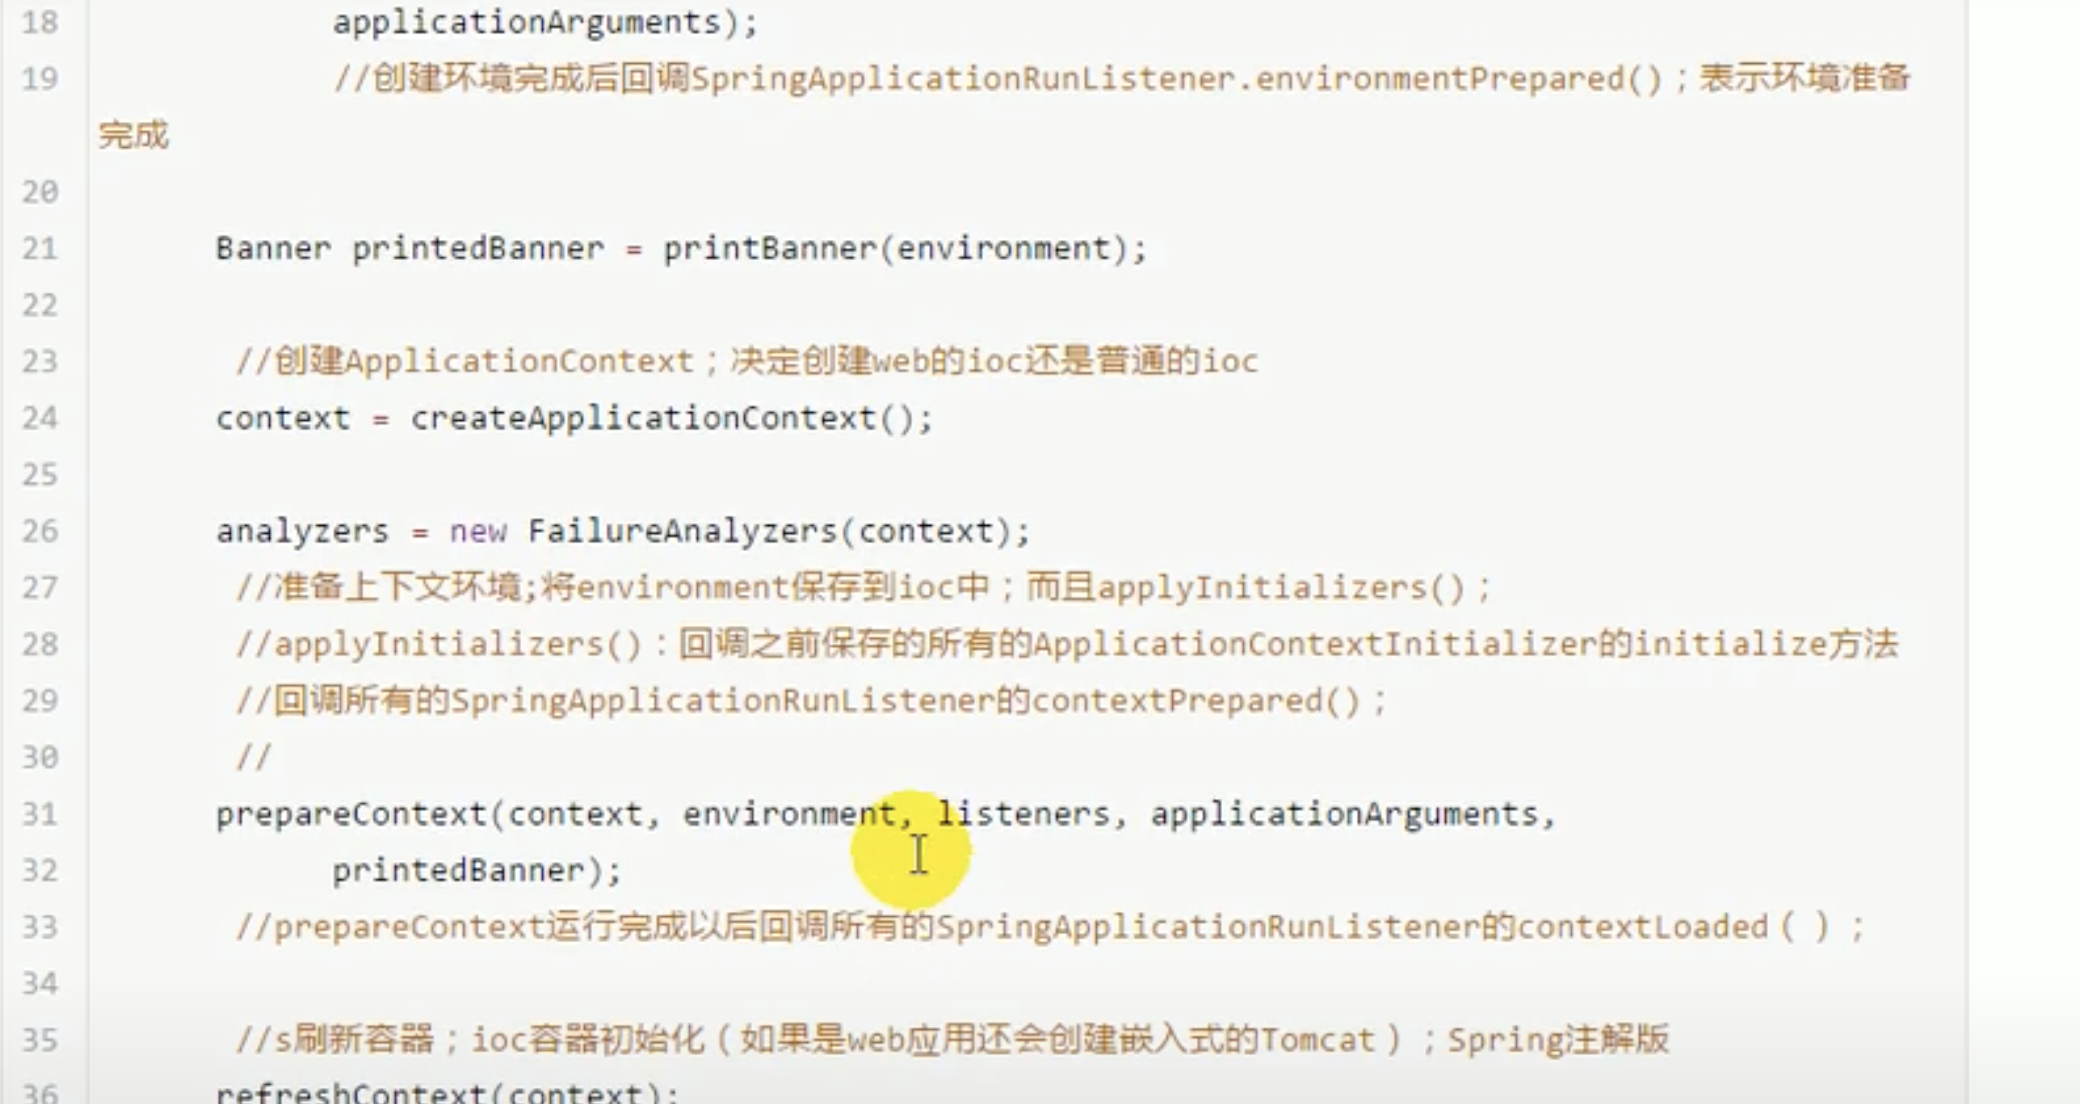 18 applicationArguments);
19 //创建环境完成后回调SpringApplicationRunListener.environmentPrepared()；表示环境准备
完成
20
21 Banner printedBanner = printBanner(environment);
22
23 //创建ApplicationContext；决定创建web的ioc还是普通的ioc
24 context = createApplicationContext();
25
26 analyzers = new FailureAnalyzers(context);
27 //准备上下文环境;将environment保存到ioc中；而且applyInitializers()；
28 //applyInitializers()：回调之前保存的所有的ApplicationContextInitializer的initialize方法
29 //回调所有的SpringApplicationRunListener的contextPrepared()；
30 //
31 prepareContext(context, environment, listeners, applicationArguments,
32 printedBanner);
33 //prepareContext运行完成以后回调所有的SpringApplicationRunListener的contextLoaded（）；
34
35 //s刷新容器；ioc容器初始化（如果是web应用还会创建嵌入式的Tomcat）；Spring注解版
36 refreshContext(context);